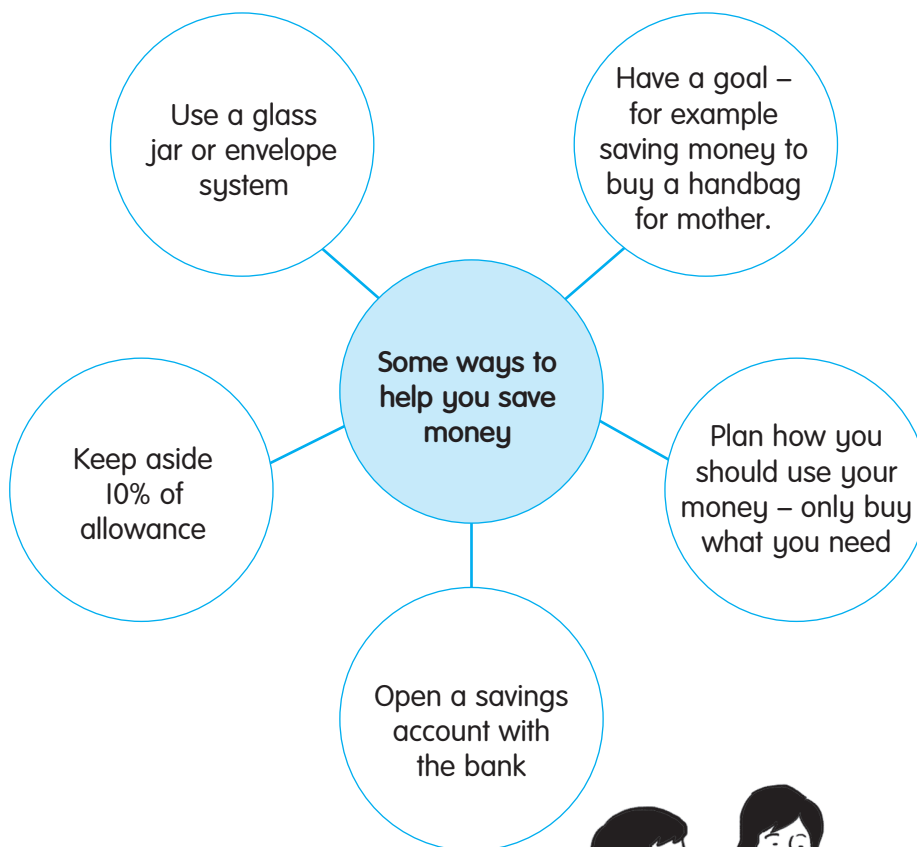 Use a glass
jar or envelope
system
Have a goal –
for example
saving money to
buy a handbag
for mother.
Some ways to
help you save
money
Keep aside
10% of
allowance
Plan how you
should use your
money – only buy
what you need
Open a savings
account with
the bank